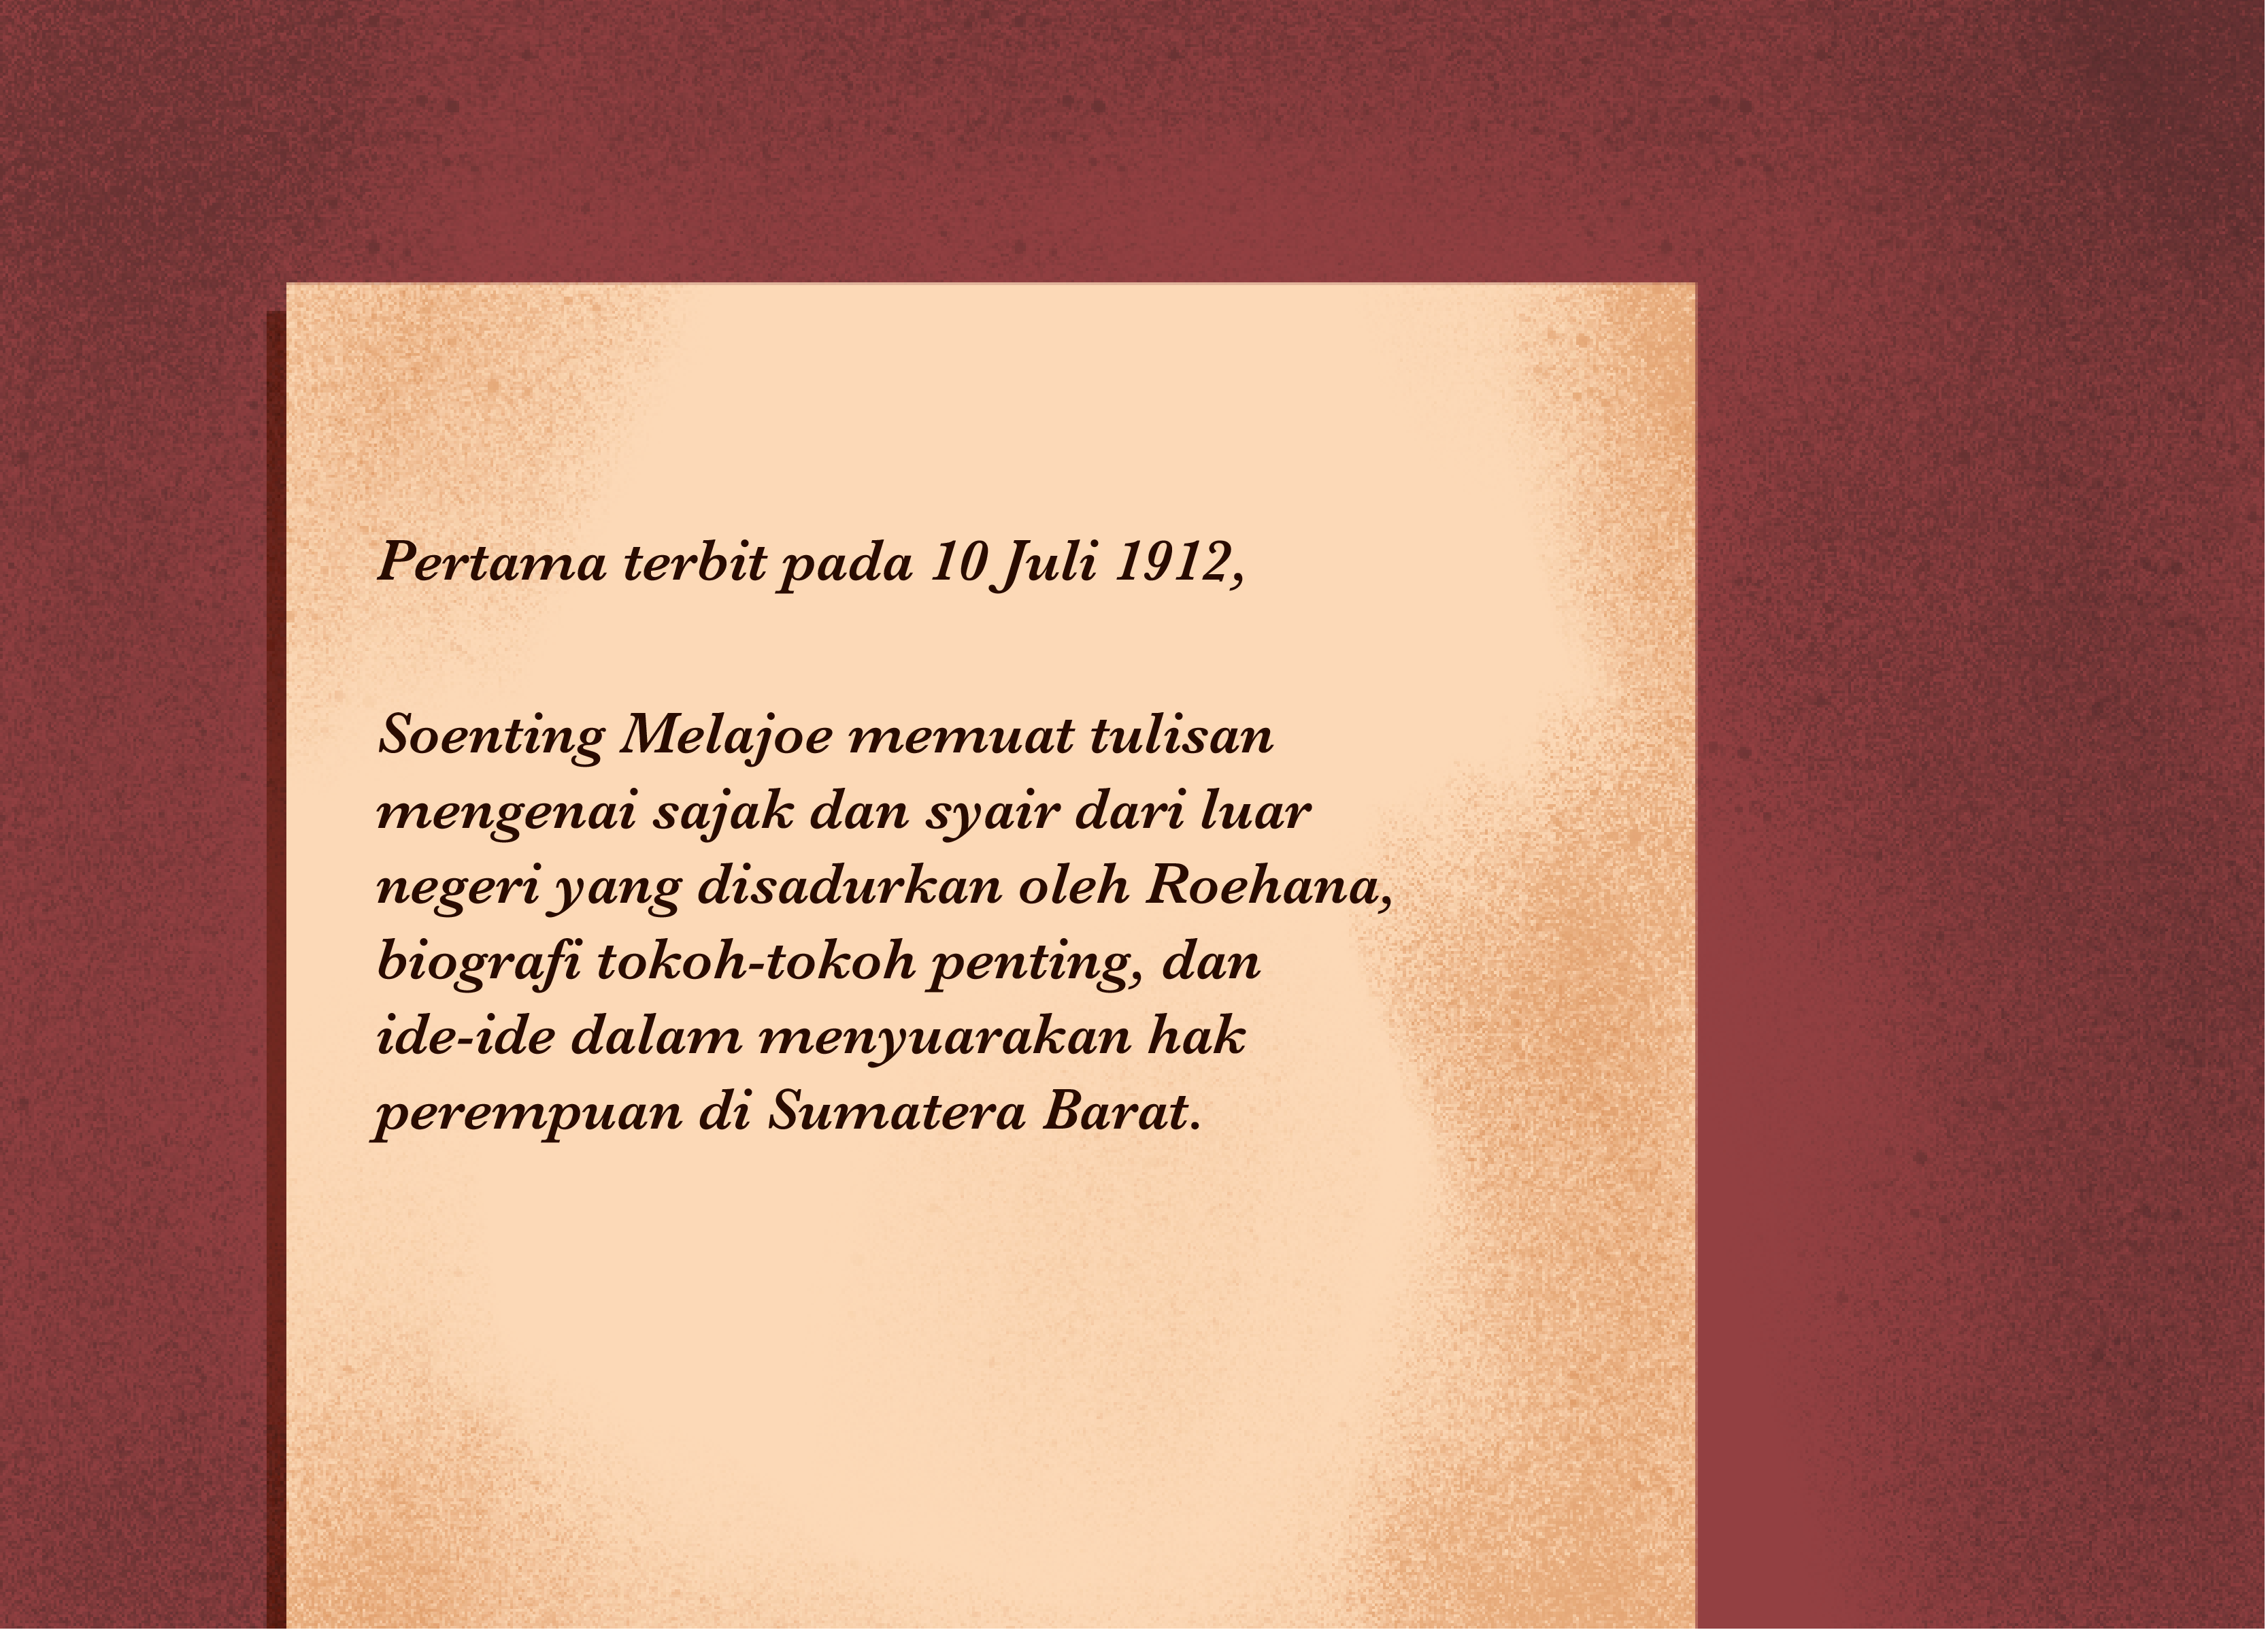 Pertama terbit pada 10 Juli 1912,
Soenting Melajoe memuat tulisan
mengenai sajak dan syair dari luar
negeri yang disadurkan oleh Roehana,
biografi tokoh-tokoh penting, dan
ide-ide dalam menyuarakan hak
perempuan di Sumatera Barat.